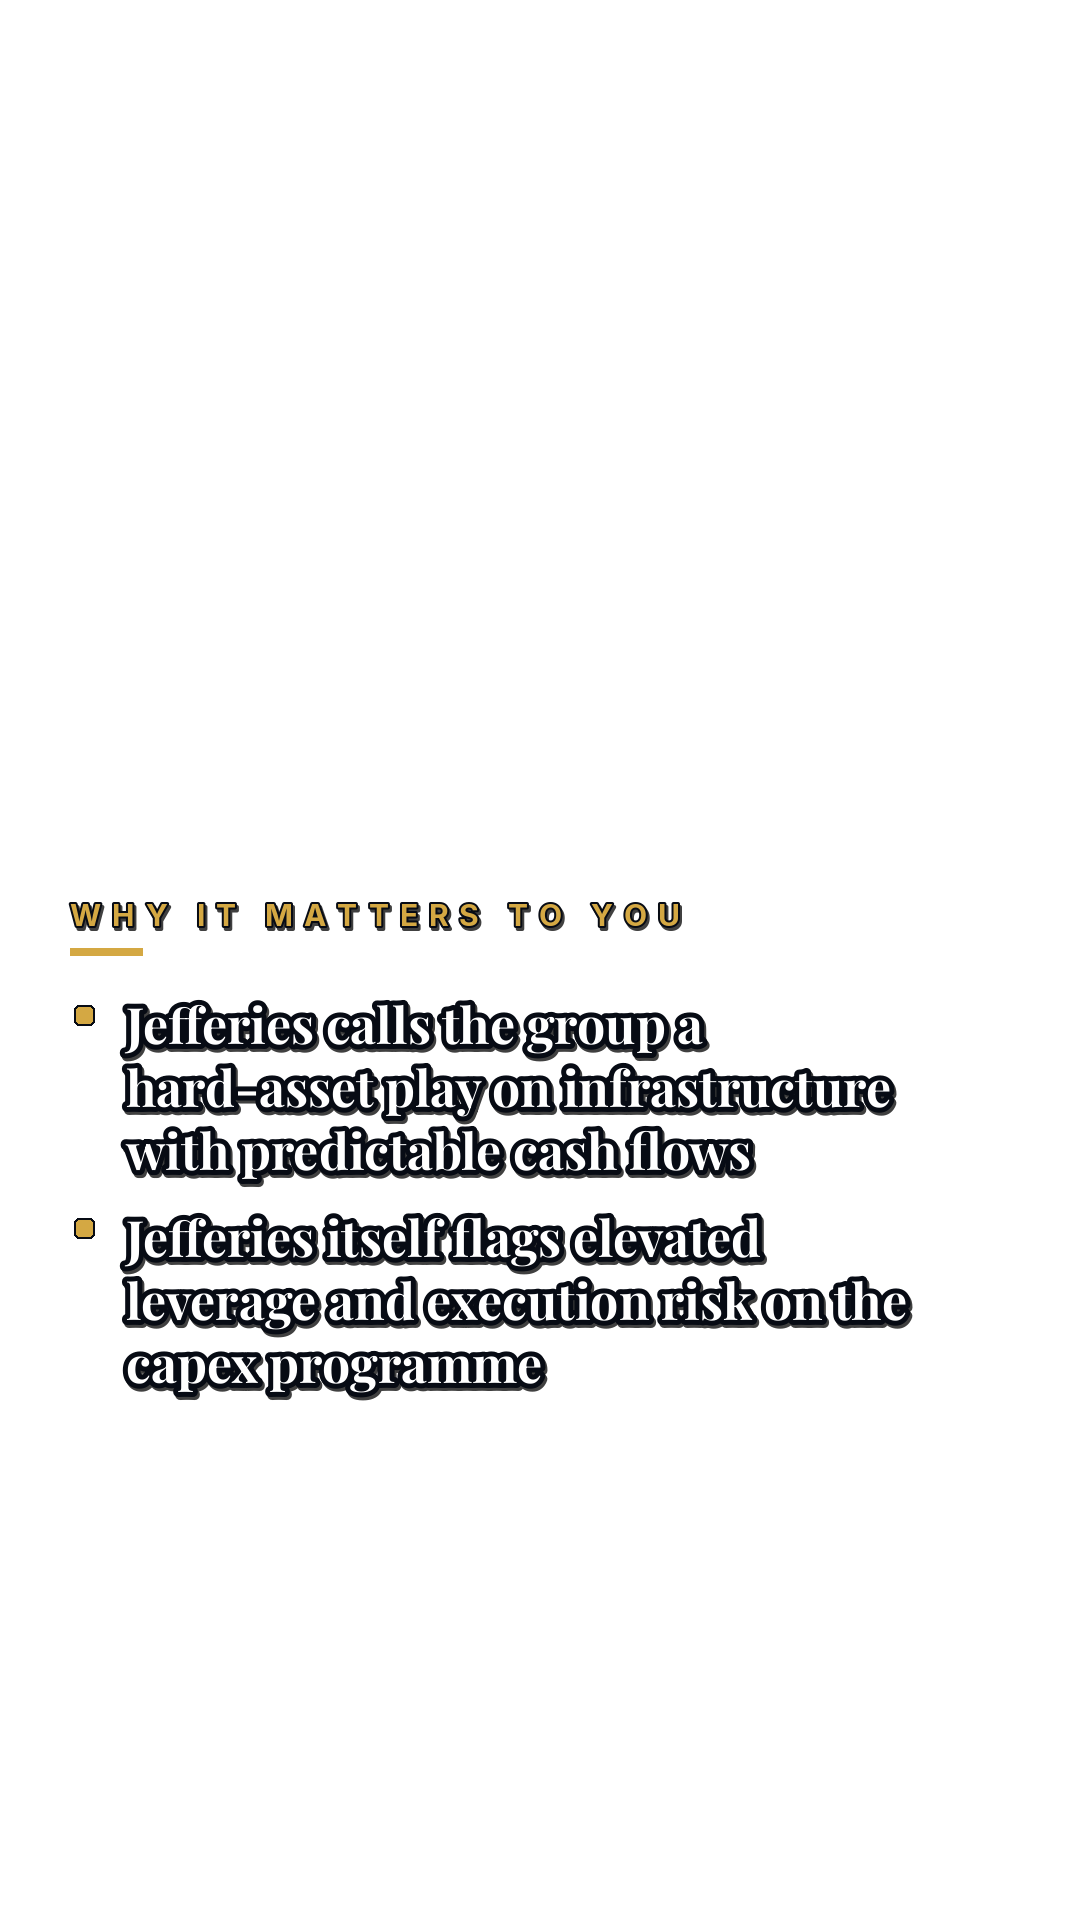 WHY IT MATTERS TO YOU
Jefferies calls the group a
hard-asset play on infrastructure
with predictable cash flows
Jefferies itself flags elevated
leverage and execution risk on the
capex programme